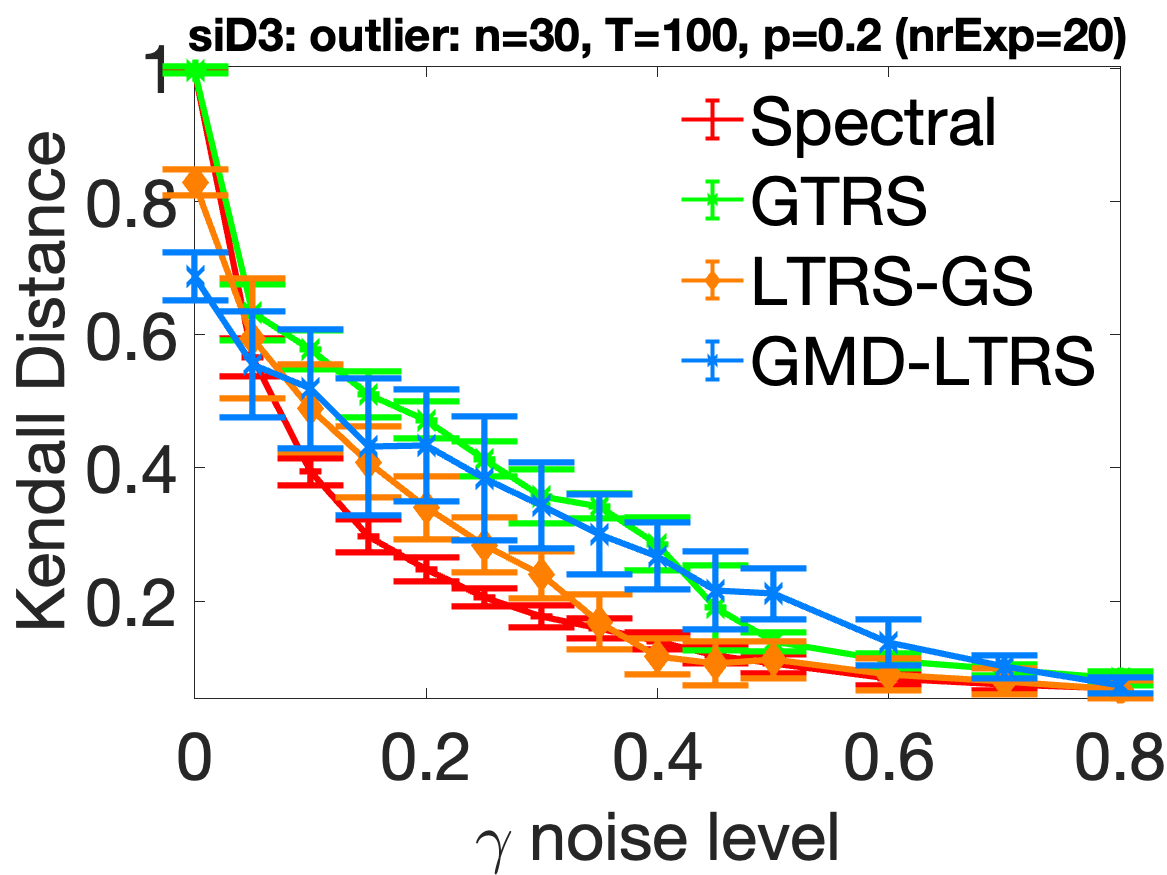 siD3: outlier: n=30, T=100, p=0.2 (nrExp=20)
Kendall Distance
1
0.8
0.6
0.4
0.2
Spectral
GTRS
LTRS-GS
GMD-LTRS
0 0.2 0.4 0.6 0.8
γ noise level